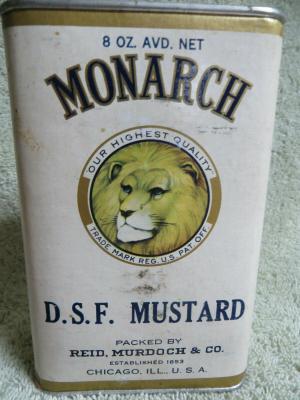 8 OZ. AVD. NET
MONARCH
OUR HIGHEST QUALITY
TRADE MARK REG. U.S. PAT. OFF.
D.S.F. MUSTARD
PACKED BY
REID, MURDOCH & CO.
ESTABLISHED 1853
CHICAGO, ILL., U. S. A.